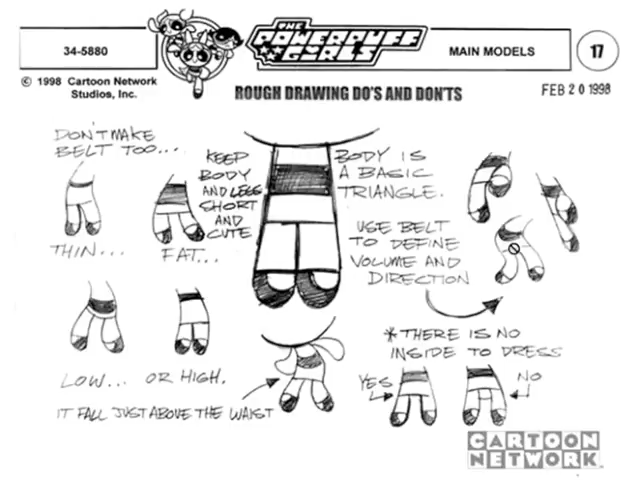 34-5880
THE
POWERPUFF
GIRLS
MAIN MODELS
17
© 1998 Cartoon Network
Studios, Inc.
ROUGH DRAWING DO'S AND DON'TS
FEB 20 1998
DON'T MAKE
BELT TOO...
THIN...
FAT...
LOW...
OR HIGH.
KEEP
BODY
AND LEGS
SHORT
AND
CUTE
BODY IS
A BASIC
TRIANGLE.
USE BELT
TO DEFINE
VOLUME AND
DIRECTION
IT FALL JUST ABOVE THE WAIST
*THERE IS NO
INSIDE TO DRESS
YES
NO
CARTOON
NETWORK